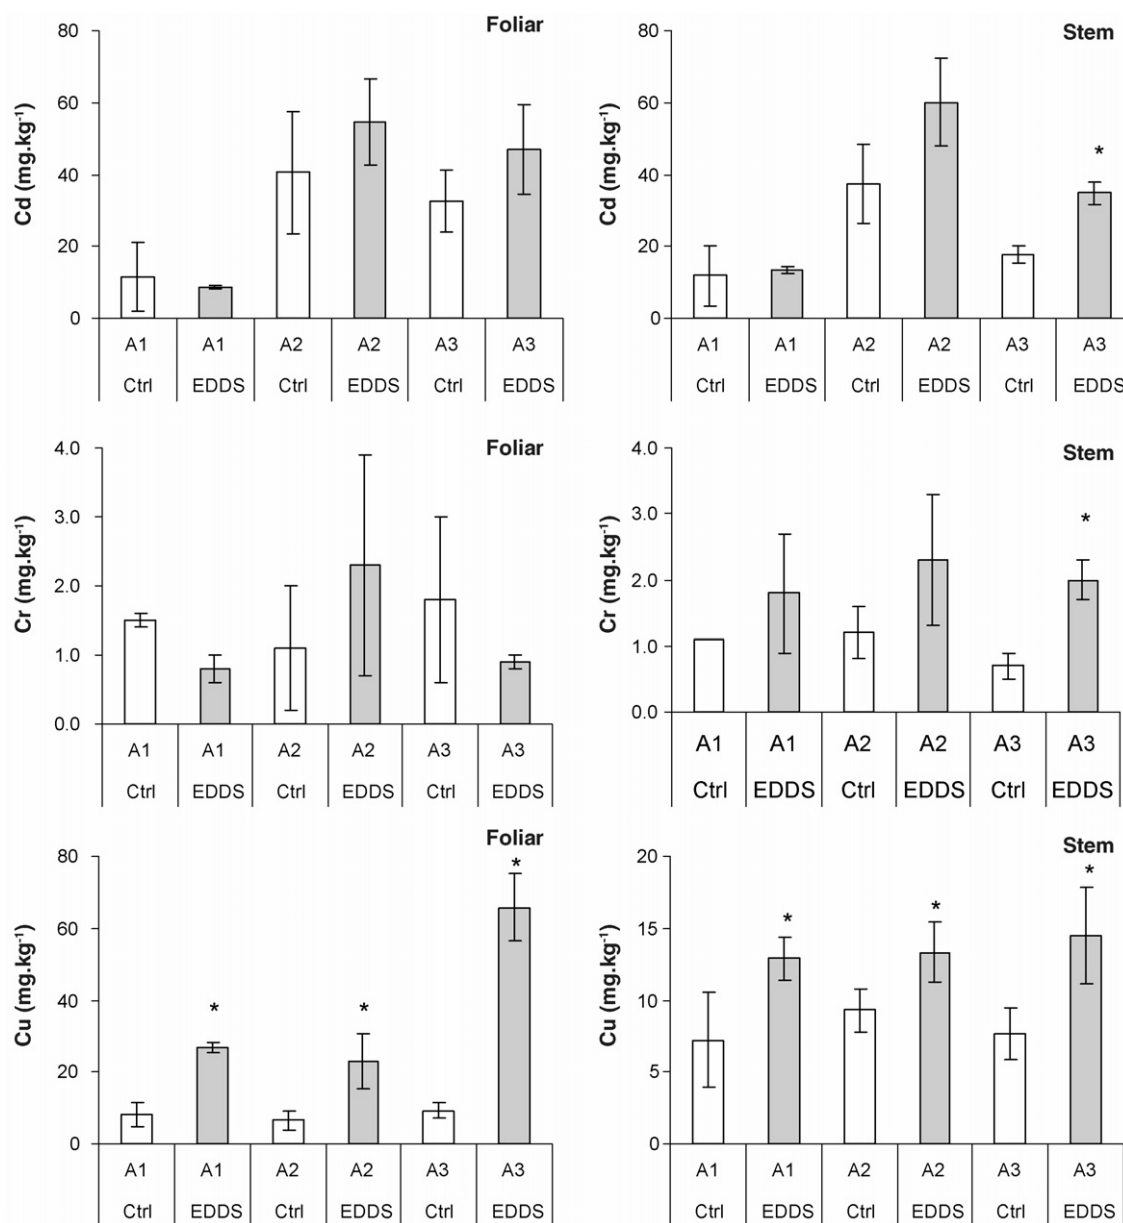 Foliar
Cd (mg.kg⁻¹)
80
60
40
20
0
A1 A1 A2 A2 A3 A3
Ctrl EDDS Ctrl EDDS Ctrl EDDS
Stem
Cd (mg.kg⁻¹)
80
60
40
20
0
*
A1 A1 A2 A2 A3 A3
Ctrl EDDS Ctrl EDDS Ctrl EDDS
Foliar
Cr (mg.kg⁻¹)
4.0
3.0
2.0
1.0
0.0
A1 A1 A2 A2 A3 A3
Ctrl EDDS Ctrl EDDS Ctrl EDDS
Stem
Cr (mg.kg⁻¹)
4.0
3.0
2.0
1.0
0.0
*
A1 A1 A2 A2 A3 A3
Ctrl EDDS Ctrl EDDS Ctrl EDDS
Foliar
Cu (mg.kg⁻¹)
80
60
40
20
0
* * *
A1 A1 A2 A2 A3 A3
Ctrl EDDS Ctrl EDDS Ctrl EDDS
Stem
Cu (mg.kg⁻¹)
20
15
10
5
0
* * *
A1 A1 A2 A2 A3 A3
Ctrl EDDS Ctrl EDDS Ctrl EDDS